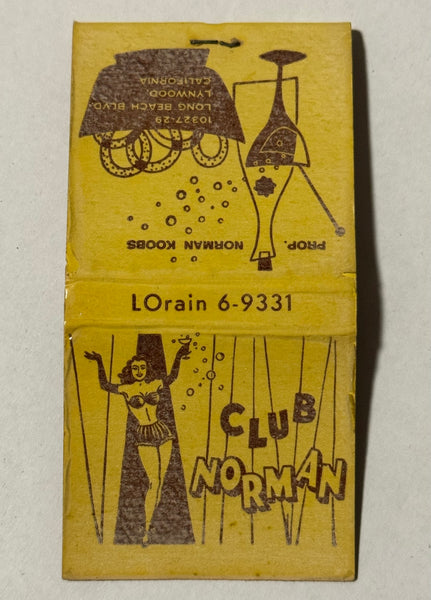 10327-29
LONG BEACH BLVD.
LYNWOOD
CALIFORNIA
PROP. NORMAN KOOBS
LOrain 6-9331
CLUB
NORMAN